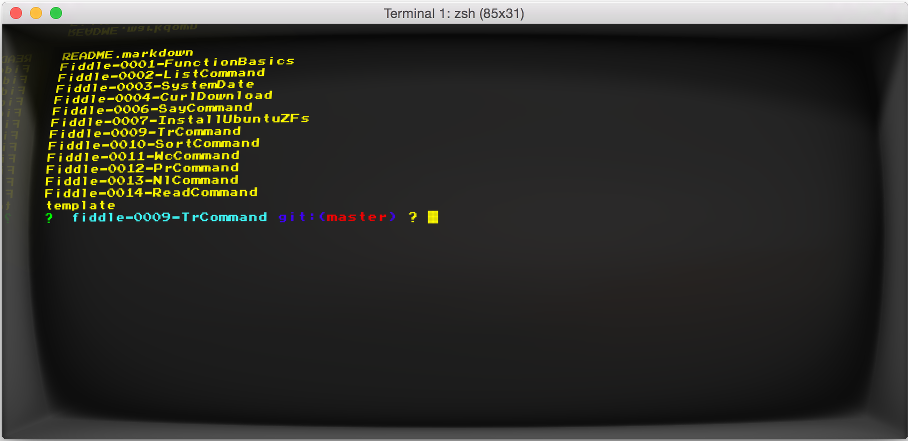 Terminal 1: zsh (85x31)
README.markdown
README.markdown
Fiddle-0001-FunctionBasics
Fiddle-0002-ListCommand
Fiddle-0003-SystemDate
Fiddle-0004-CurlDownload
Fiddle-0006-SayCommand
Fiddle-0007-InstallUbuntuZFs
Fiddle-0009-TrCommand
Fiddle-0010-SortCommand
Fiddle-0011-WcCommand
Fiddle-0012-PrCommand
Fiddle-0013-NlCommand
Fiddle-0014-ReadCommand
template
? fiddle-0009-TrCommand git:(master) ?